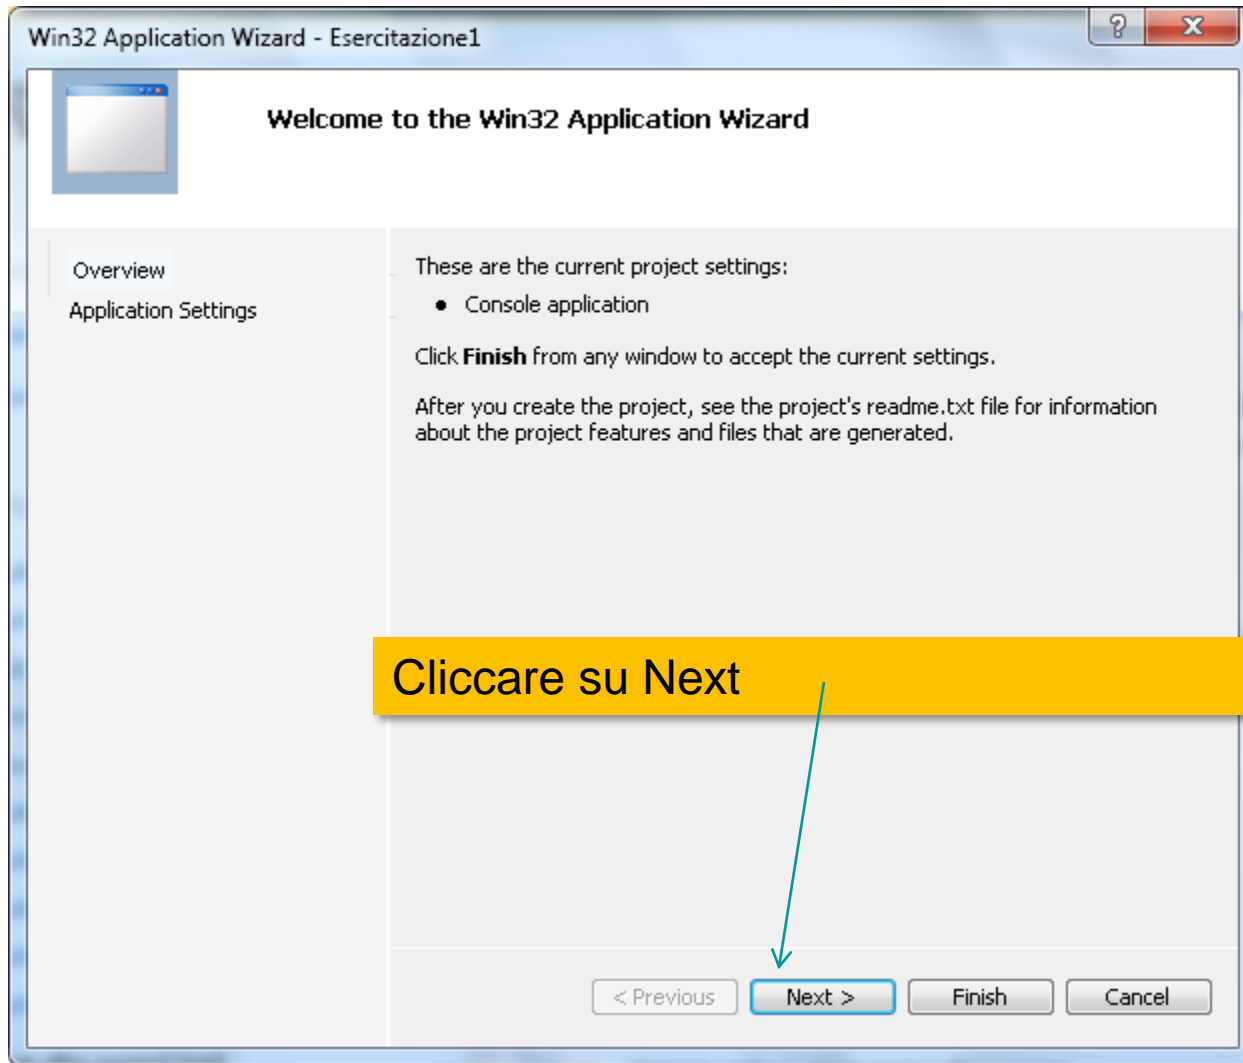 Win32 Application Wizard - Esercitazione1
Welcome to the Win32 Application Wizard
Overview
Application Settings
These are the current project settings:
• Console application
Click Finish from any window to accept the current settings.
After you create the project, see the project's readme.txt file for information
about the project features and files that are generated.
Cliccare su Next
< Previous
Next >
Finish
Cancel